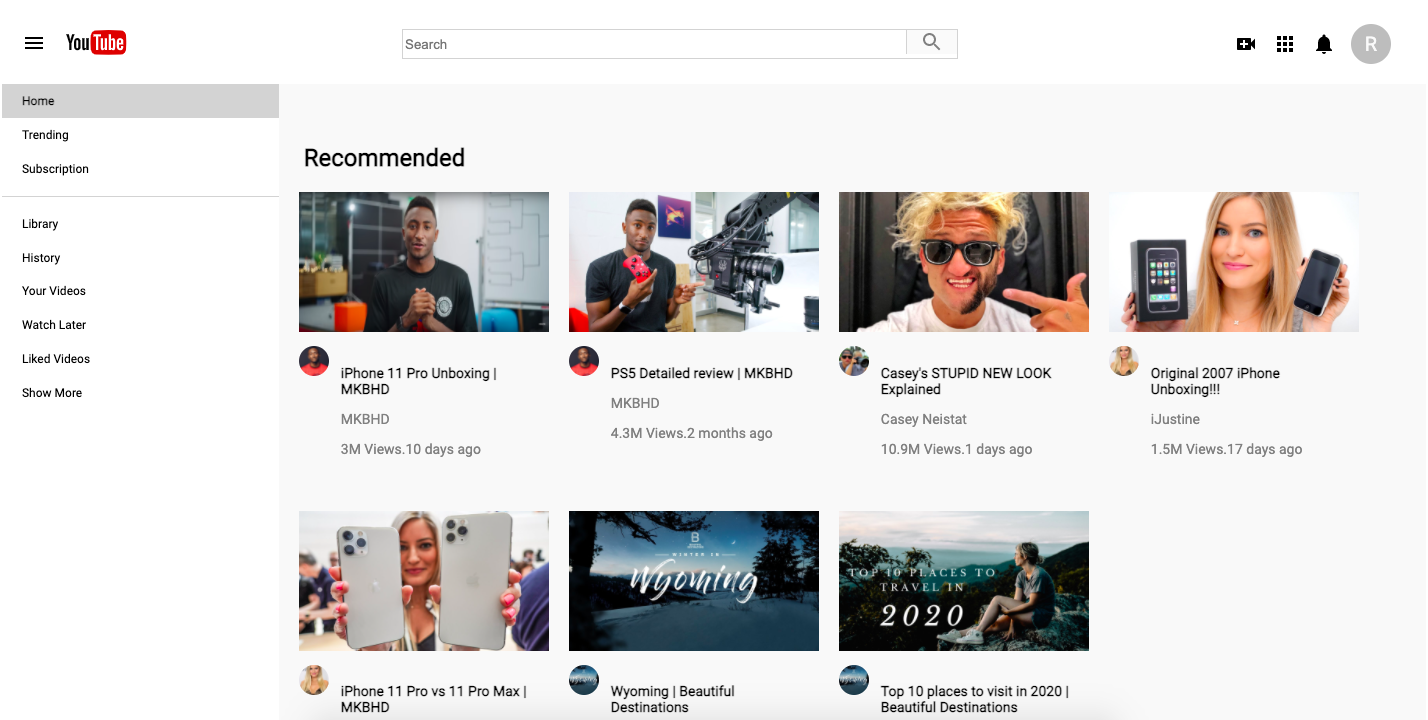 YouTube
Search
R
Home
Trending
Subscription
Library
History
Your Videos
Watch Later
Liked Videos
Show More
Recommended
iPhone 11 Pro Unboxing |
MKBHD
MKBHD
3M Views.10 days ago
PS5 Detailed review | MKBHD
MKBHD
4.3M Views.2 months ago
Casey's STUPID NEW LOOK
Explained
Casey Neistat
10.9M Views.1 days ago
Original 2007 iPhone
Unboxing!!!
iJustine
1.5M Views.17 days ago
B
WINTER IN
Wyoming
TOP 10 PLACES TO
TRAVEL IN
2020
iPhone 11 Pro vs 11 Pro Max |
MKBHD
Wyoming | Beautiful
Destinations
Top 10 places to visit in 2020 |
Beautiful Destinations